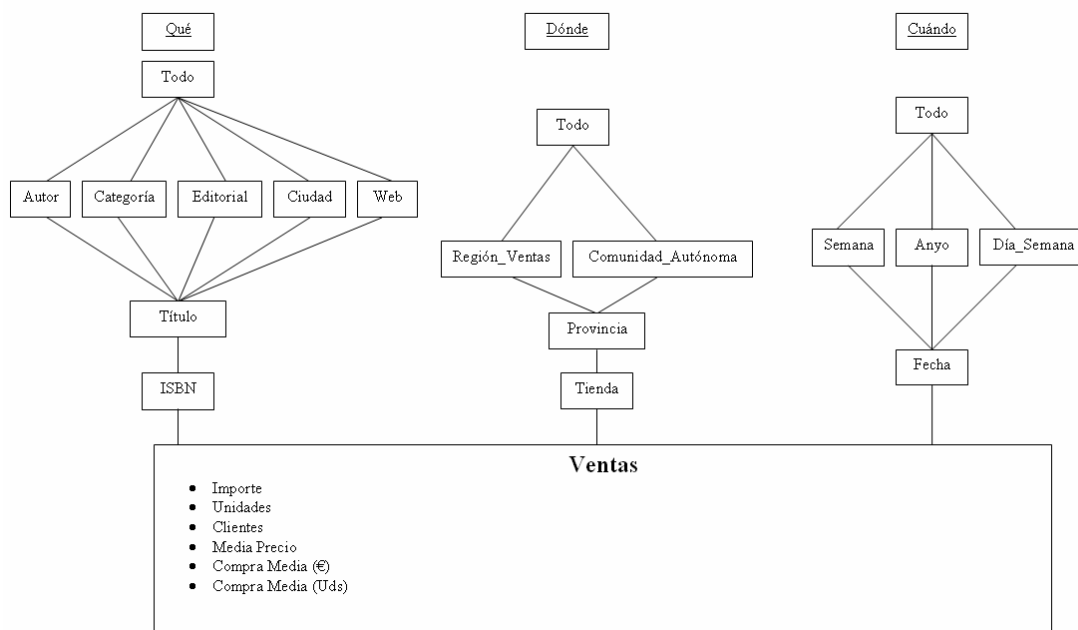 Qué
Dónde
Cuándo
Todo
Todo
Todo
Autor
Categoría
Editorial
Ciudad
Web
Región_Ventas
Comunidad_Autónoma
Semana
Anyo
Día_Semana
Título
Provincia
Fecha
ISBN
Tienda
Ventas
• Importe
• Unidades
• Clientes
• Media Precio
• Compra Media (€)
• Compra Media (Uds)